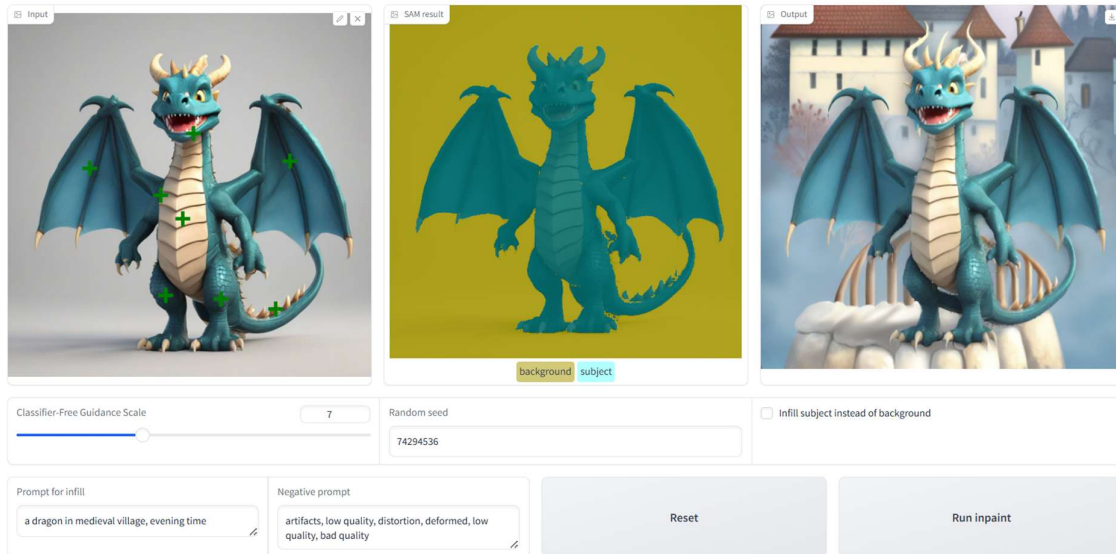 Input
SAM result
Output
background subject
Classifier-Free Guidance Scale
7
Random seed
74294536
Infill subject instead of background
Prompt for infill
a dragon in medieval village, evening time
Negative prompt
artifacts, low quality, distortion, deformed, low
quality, bad quality
Reset
Run inpaint